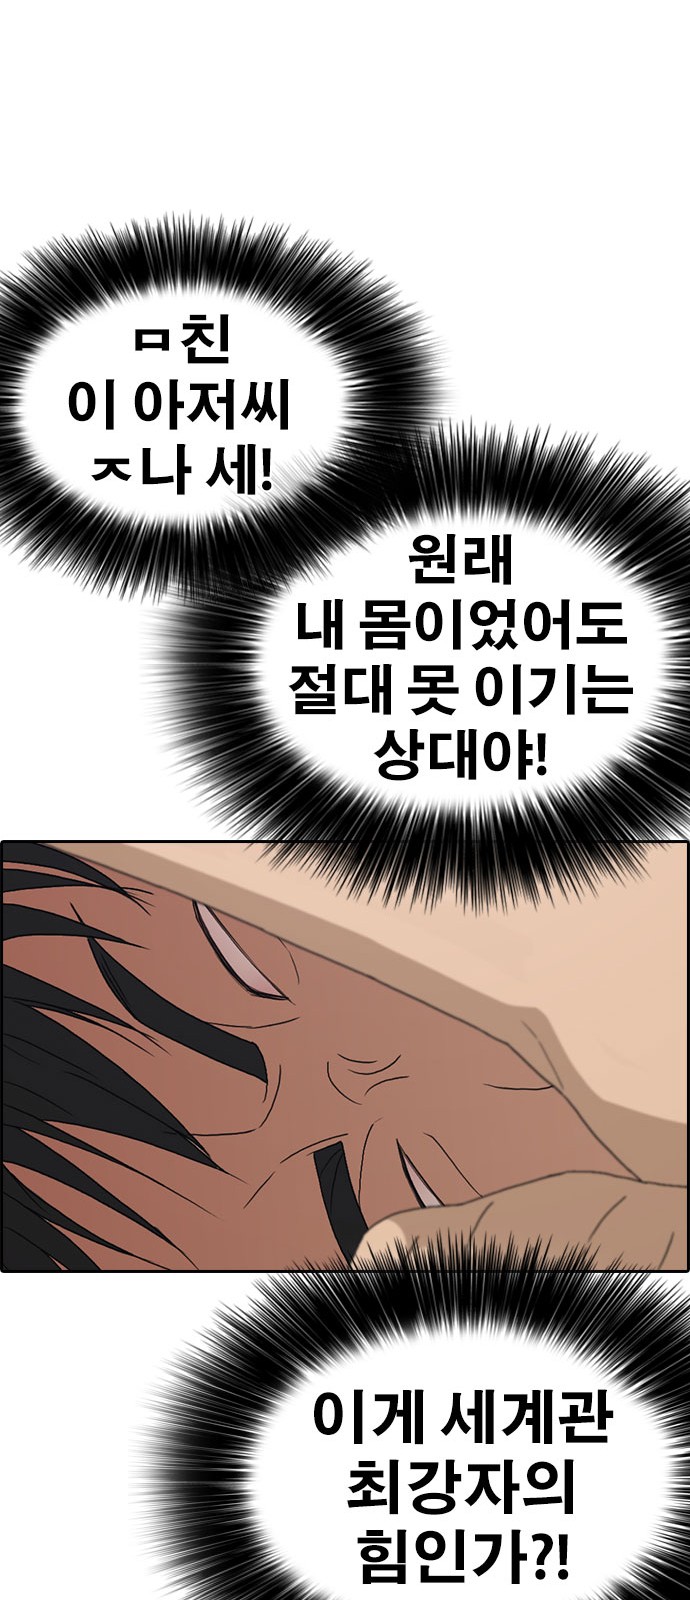 ㅁ친
이 아저씨
ㅈ나 세!
원래
내 몸이었어도
절대 못 이기는
상대야!
이게 세계관
최강자의
힘인가?!